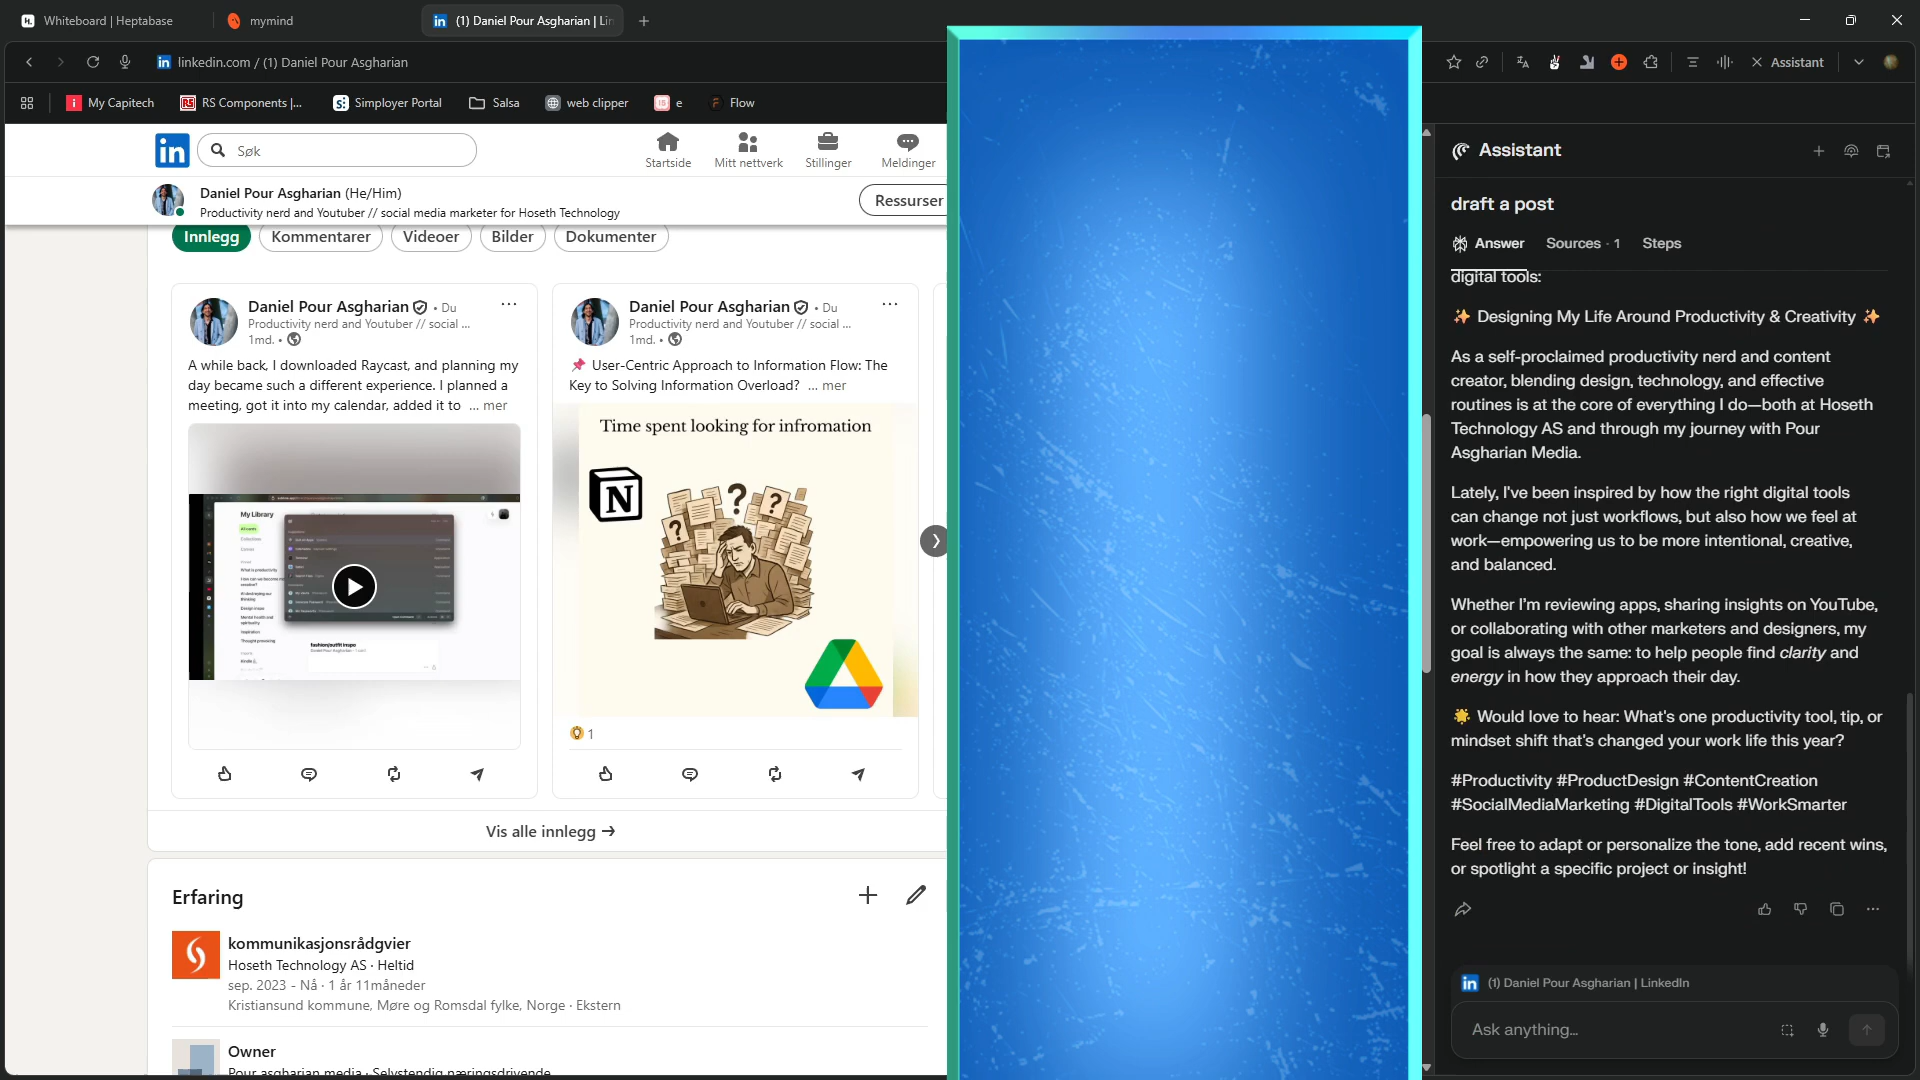 Whiteboard | Heptabase
mymind
(1) Daniel Pour Asgharian | Lin
linkedin.com / (1) Daniel Pour Asgharian
Assistant
My Capitech
RS Components |...
Simployer Portal
Salsa
web clipper
e
Flow
Søk
Startside
Mitt nettverk
Stillinger
Meldinger
Daniel Pour Asgharian (He/Him)
Productivity nerd and Youtuber // social media marketer for Hoseth Technology
Ressurser
Innlegg
Kommentarer
Videoer
Bilder
Dokumenter
Daniel Pour Asgharian • Du
Productivity nerd and Youtuber // social ...
1md. •
A while back, I downloaded Raycast, and planning my
day became such a different experience. I planned a
meeting, got it into my calendar, added it to ... mer
My Library
Daniel Pour Asgharian • Du
Productivity nerd and Youtuber // social ...
1md. •
📌 User-Centric Approach to Information Flow: The
Key to Solving Information Overload? ... mer
Time spent looking for infromation
1
Vis alle innlegg →
Erfaring
kommunikasjonsrådgvier
Hoseth Technology AS · Heltid
sep. 2023 - Nå · 1 år 11måneder
Kristiansund kommune, Møre og Romsdal fylke, Norge · Ekstern
Owner
Pour asgharian media · Selvstendig næringsdrivende
Assistant
draft a post
Answer
Sources · 1
Steps
digital tools:
✨ Designing My Life Around Productivity & Creativity ✨
As a self-proclaimed productivity nerd and content
creator, blending design, technology, and effective
routines is at the core of everything I do—both at Hoseth
Technology AS and through my journey with Pour
Asgharian Media.
Lately, I've been inspired by how the right digital tools
can change not just workflows, but also how we feel at
work—empowering us to be more intentional, creative,
and balanced.
Whether I'm reviewing apps, sharing insights on YouTube,
or collaborating with other marketers and designers, my
goal is always the same: to help people find clarity and
energy in how they approach their day.
🌟 Would love to hear: What's one productivity tool, tip, or
mindset shift that's changed your work life this year?
#Productivity #ProductDesign #ContentCreation
#SocialMediaMarketing #DigitalTools #WorkSmarter
Feel free to adapt or personalize the tone, add recent wins,
or spotlight a specific project or insight!
(1) Daniel Pour Asgharian | LinkedIn
Ask anything...